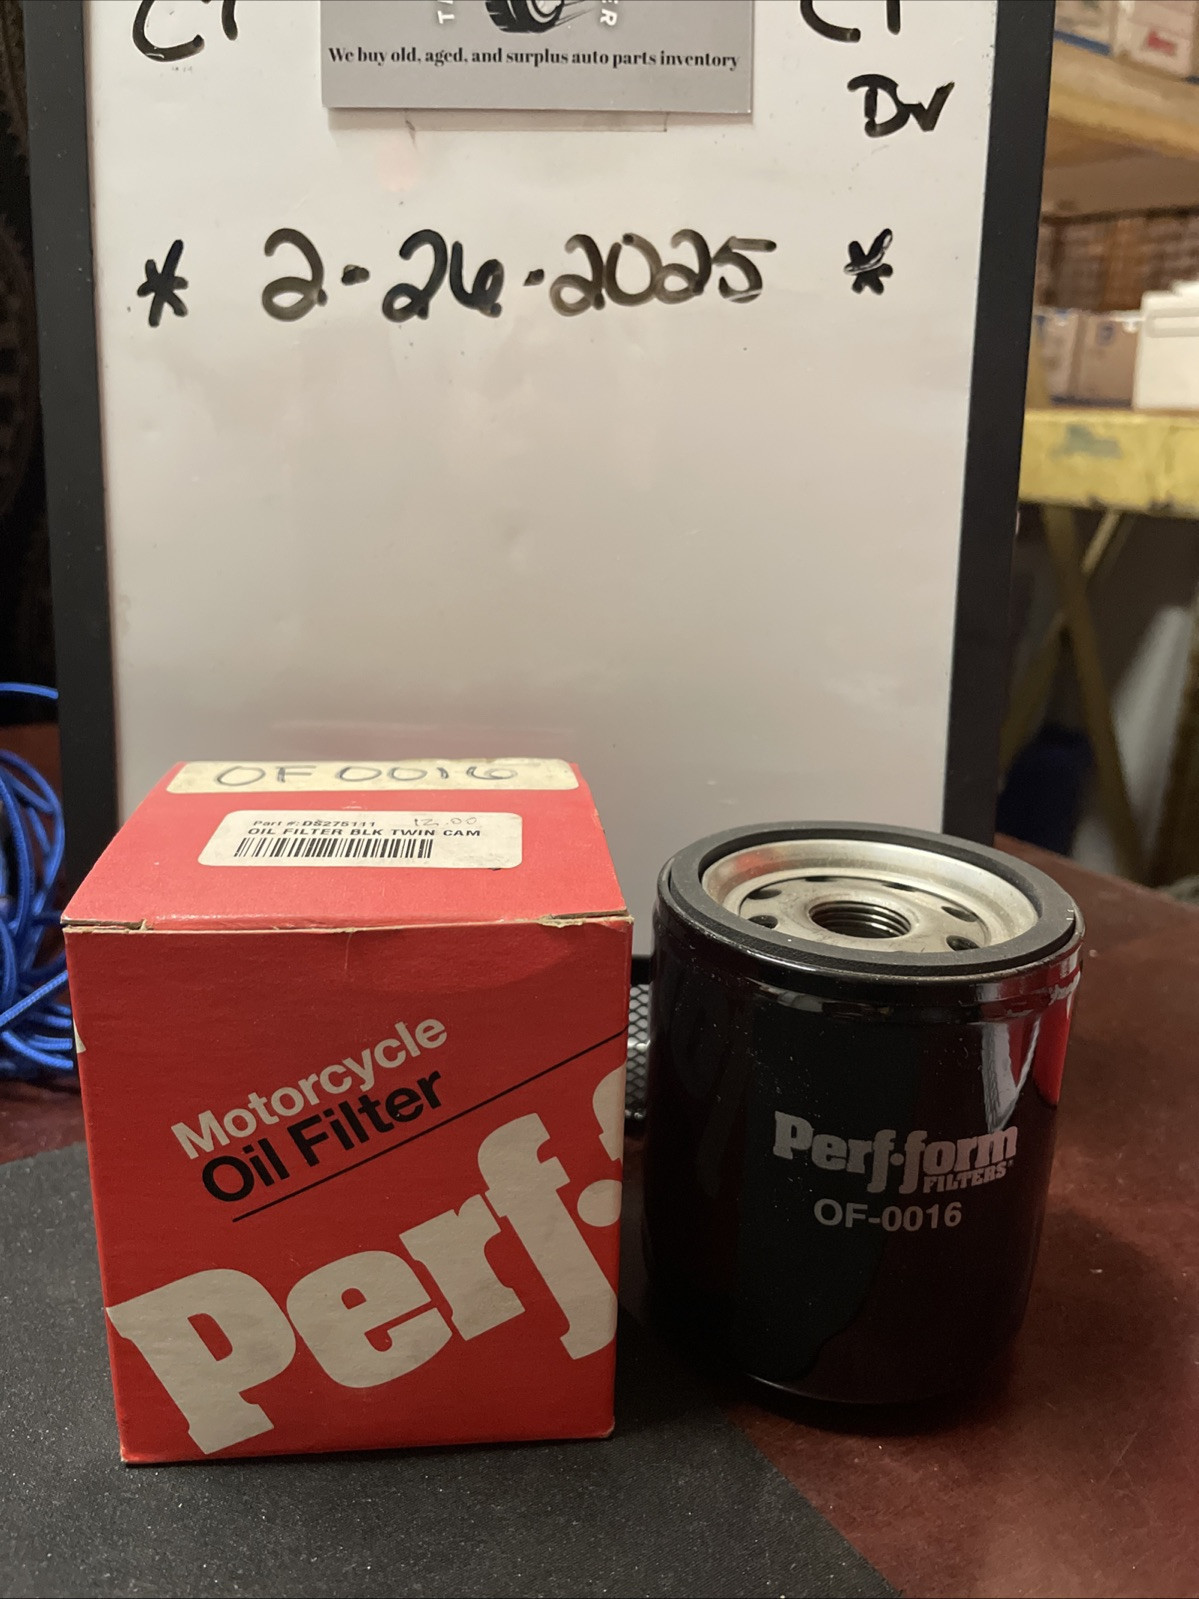 CT
We buy old, aged, and surplus auto parts inventory
CT
DV
* 2-26-2025 *
OF 0016
Part #: DS275111 12.00
OIL FILTER BLK TWIN CAM
Motorcycle
Oil Filter
Perf.
Perf-form
FILTERS®
OF-0016